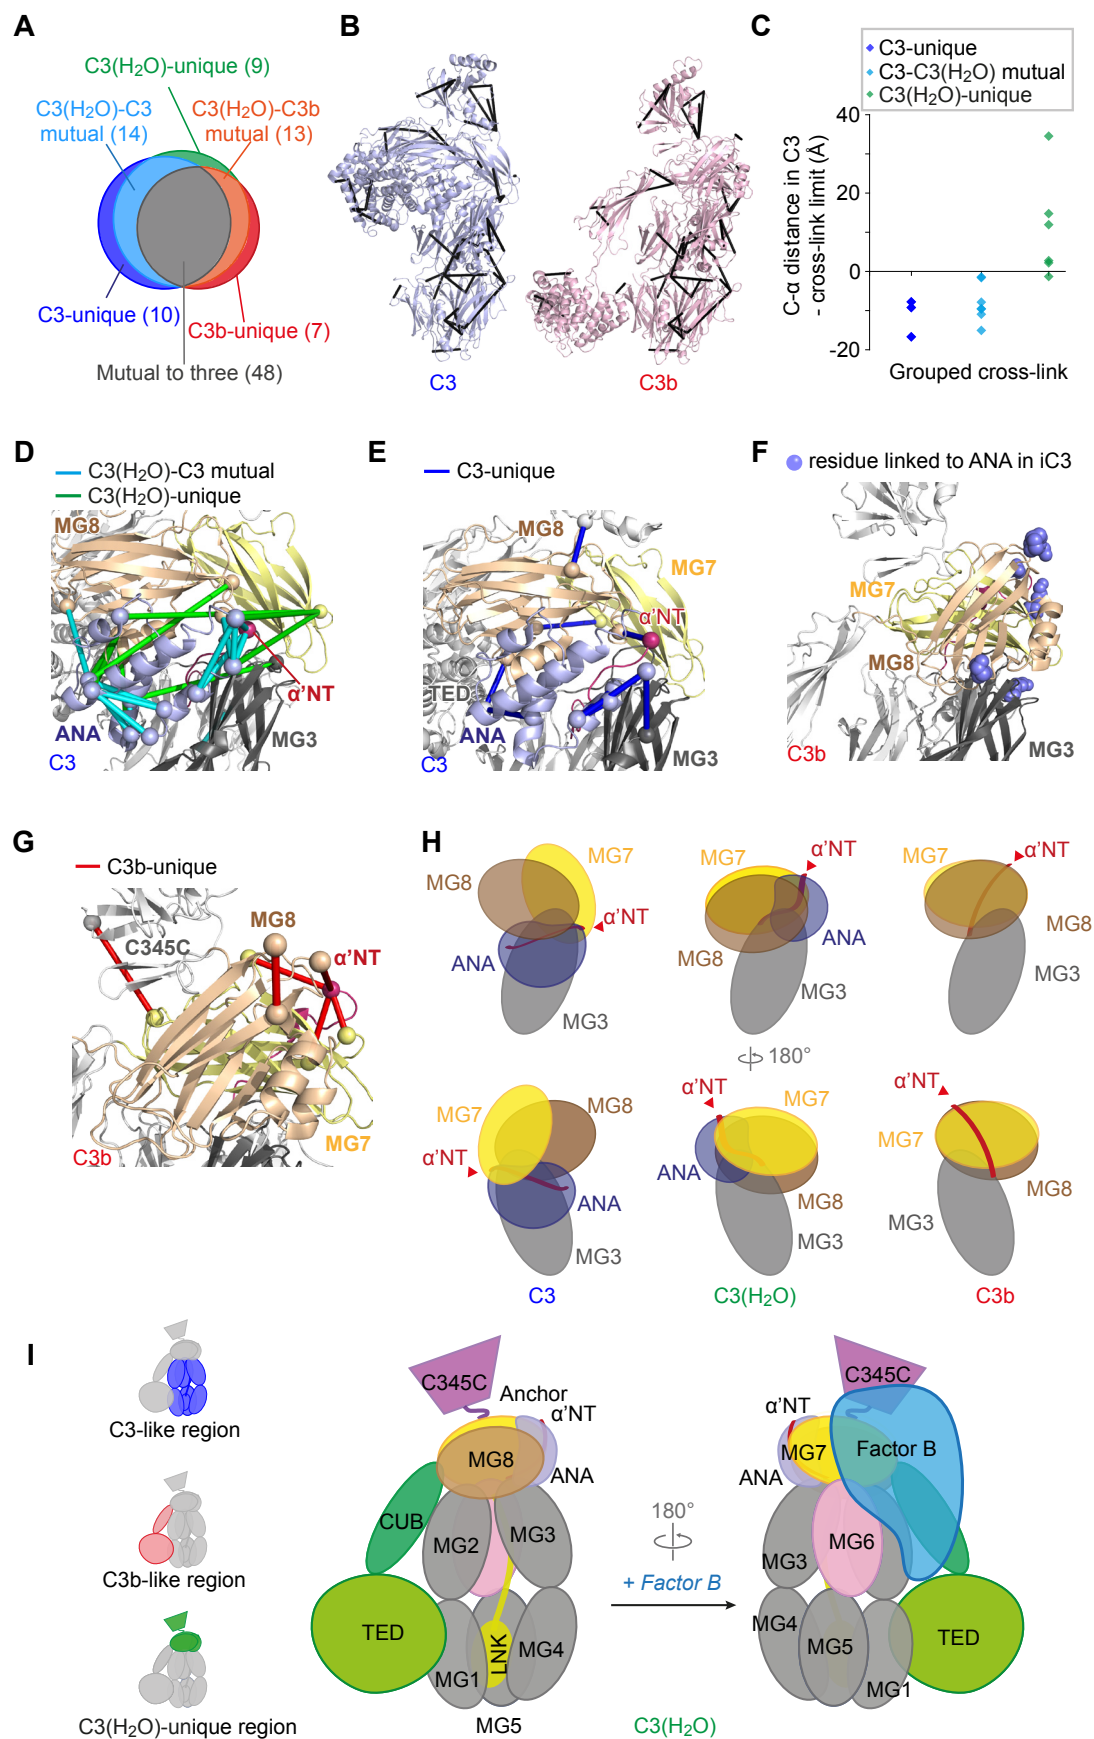 A
C3(H₂O)-unique (9)
C3(H₂O)-C3
mutual (14)
C3(H₂O)-C3b
mutual (13)
C3-unique (10)
C3b-unique (7)
Mutual to three (48)
B
C3
C3b
C
C3-unique
C3-C3(H₂O) mutual
C3(H₂O)-unique
C-α distance in C3
- cross-link limit (Å)
40
20
0
-20
Grouped cross-link
D
C3(H₂O)-C3 mutual
C3(H₂O)-unique
MG8
α’NT
ANA
MG3
C3
E
C3-unique
MG8
MG7
α’NT
TED
ANA
C3
MG3
F
residue linked to ANA in iC3
MG7
MG8
C3b
MG3
G
C3b-unique
MG8
C345C
α’NT
C3b
MG7
H
MG7
MG8
α’NT
ANA
MG3
MG7
α’NT
MG8
ANA
MG3
MG7
α’NT
MG8
MG3
180°
MG7
MG8
α’NT
ANA
MG3
C3
α’NT
MG7
ANA
MG8
MG3
C3(H₂O)
α’NT
MG7
MG8
MG3
C3b
I
C3-like region
C3b-like region
C3(H₂O)-unique region
C345C
Anchor
α’NT
MG8
ANA
CUB
MG2
MG3
TED
LNK
MG4
MG1
MG5
180°
+ Factor B
C3(H₂O)
C345C
α’NT
MG7
Factor B
ANA
MG6
MG3
MG4
MG5
TED
MG1